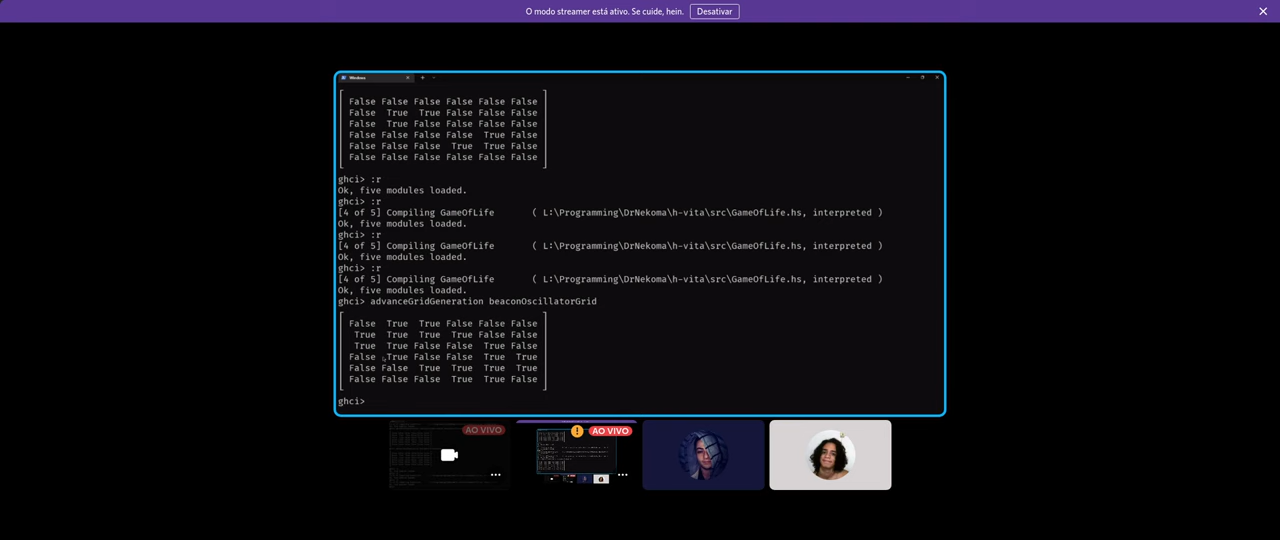 O modo streamer está ativo. Se cuide, hein. Desativar
Windows
False False False False False False
False True True False False False
False True False False False False
False False False False True False
False False False True True False
False False False False False False
ghci> :r
Ok, five modules loaded.
ghci> :r
[4 of 5] Compiling GameOfLife ( L:\Programming\DrNekoma\h-vita\src\GameOfLife.hs, interpreted )
Ok, five modules loaded.
ghci> :r
[4 of 5] Compiling GameOfLife ( L:\Programming\DrNekoma\h-vita\src\GameOfLife.hs, interpreted )
Ok, five modules loaded.
ghci> :r
[4 of 5] Compiling GameOfLife ( L:\Programming\DrNekoma\h-vita\src\GameOfLife.hs, interpreted )
Ok, five modules loaded.
ghci> advanceGridGeneration beaconOscillatorGrid
False True True False False False
True True True True False False
True True False False True False
False True False False True True
False False True True True True
False False False True True False
ghci>
AO VIVO
AO VIVO